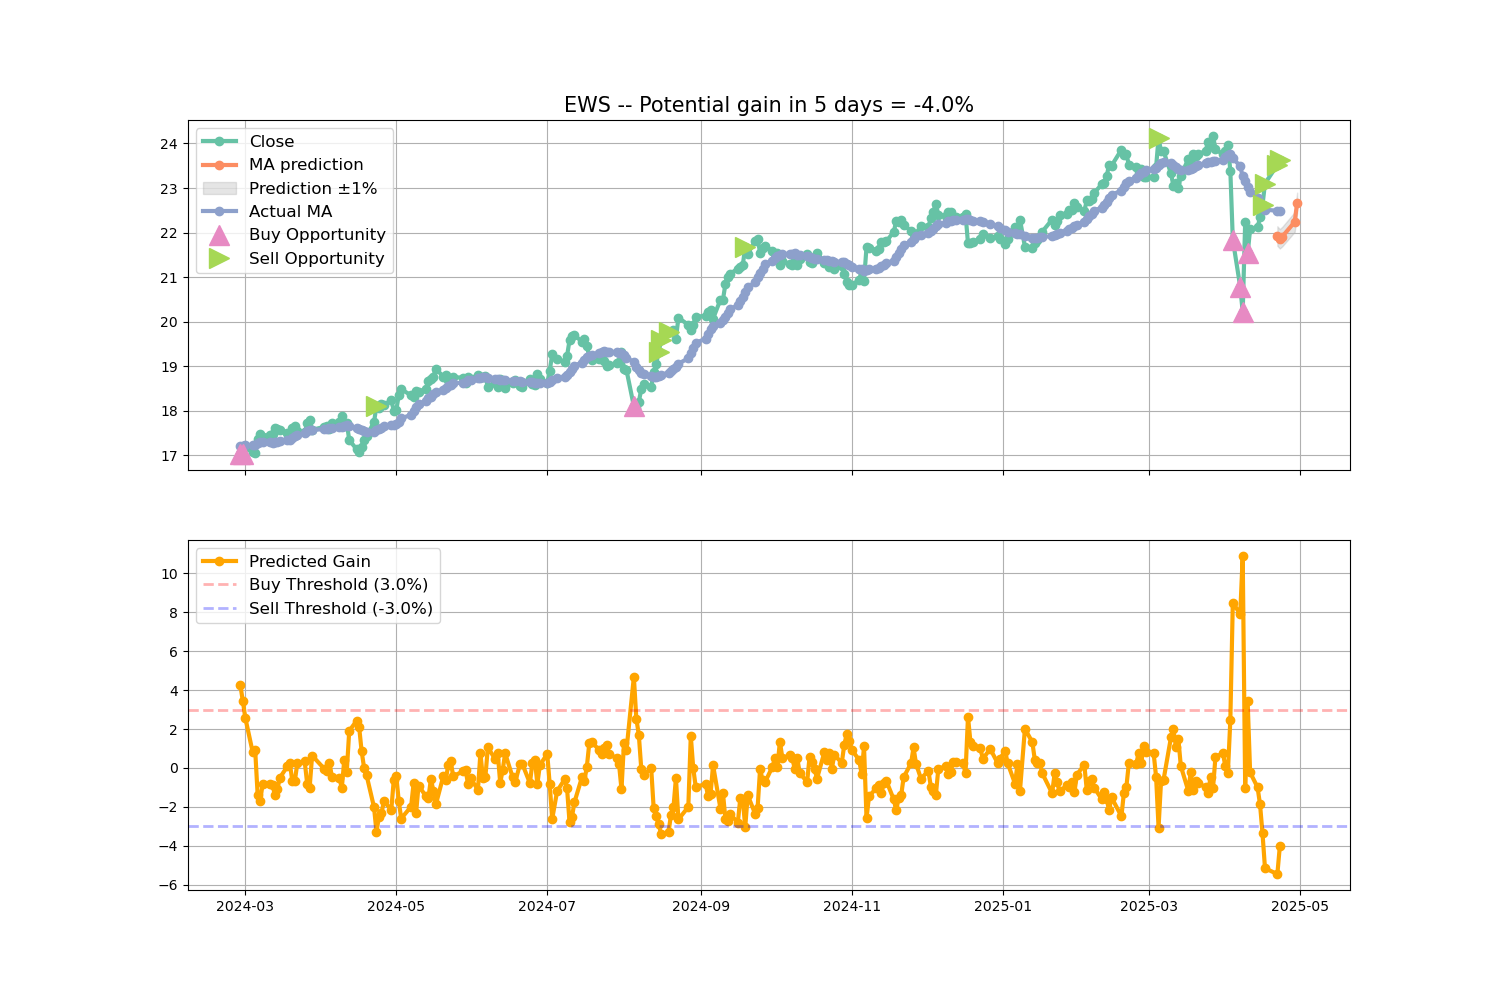 EWS -- Potential gain in 5 days = -4.0%
24
23
22
21
20
19
18
17
Close
MA prediction
Prediction ±1%
Actual MA
Buy Opportunity
Sell Opportunity
10
8
6
4
2
0
−2
−4
−6
Predicted Gain
Buy Threshold (3.0%)
Sell Threshold (-3.0%)
2024-03 2024-05 2024-07 2024-09 2024-11 2025-01 2025-03 2025-05